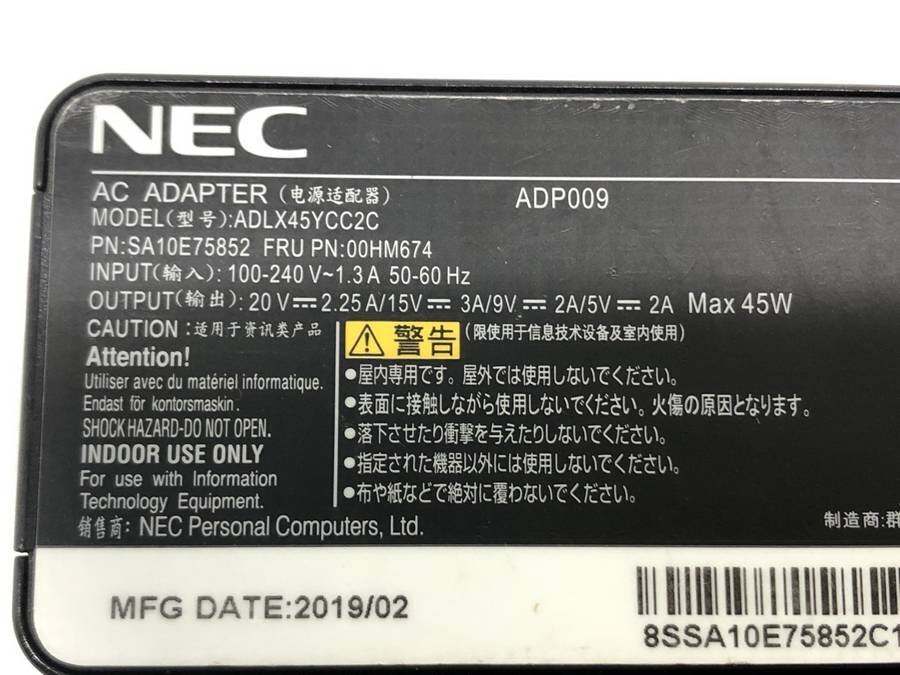 NEC
AC ADAPTER (电源适配器) ADP009
MODEL(型号):ADLX45YCC2C
PN:SA10E75852 FRU PN:00HM674
INPUT(输入): 100-240 V~1.3 A 50-60 Hz
OUTPUT(输出): 20 V⎓2.25 A/15V⎓ 3A/9V⎓ 2A/5V⎓ 2A Max 45W
CAUTION :适用于资讯类产品
Attention!
Utiliser avec du matériel informatique.
Endast för kontorsmaskin.
SHOCK HAZARD-DO NOT OPEN.
INDOOR USE ONLY
For use with Information
Technology Equipment.
⚠警告 (限使用于信息技术设备及室内使用)
●屋内専用です。屋外では使用しないでください。
●表面に接触しながら使用しないでください。火傷の原因となります。
●落下させたり衝撃を与えたりしないでください。
●指定された機器以外には使用しないでください。
●布や紙などで絶対に覆わないでください。
销售商: NEC Personal Computers, Ltd.
制造商:群
MFG DATE:2019/02
8SSA10E75852C1